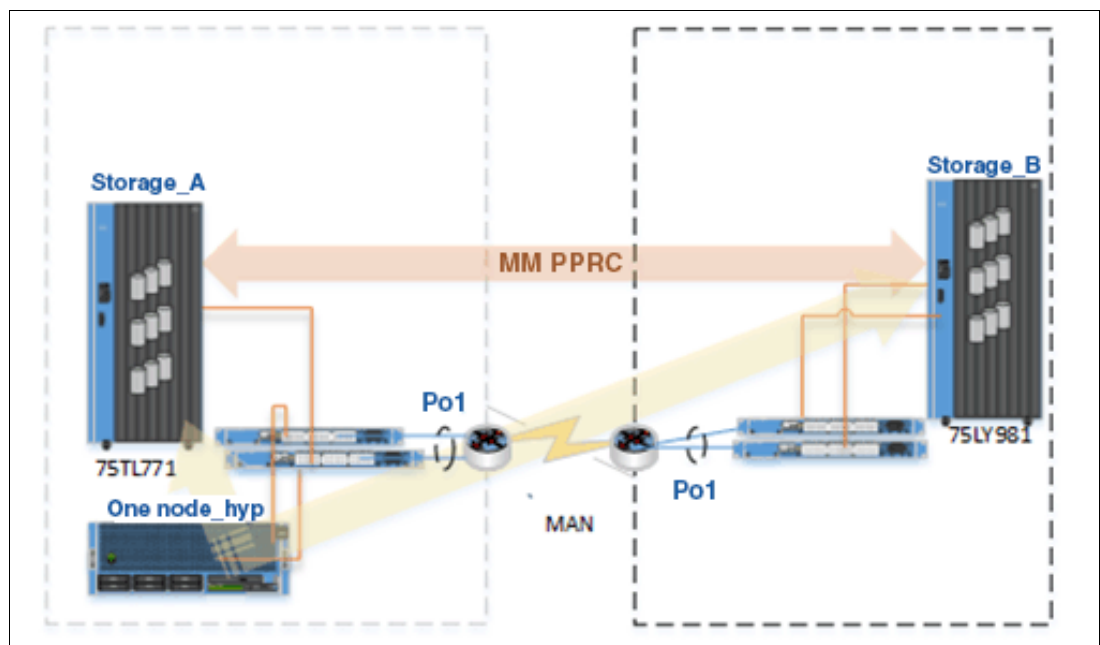 Storage_A
Storage_B
MM PPRC
Po1
75TL771
75LY981
One node_hyp
Po1
MAN